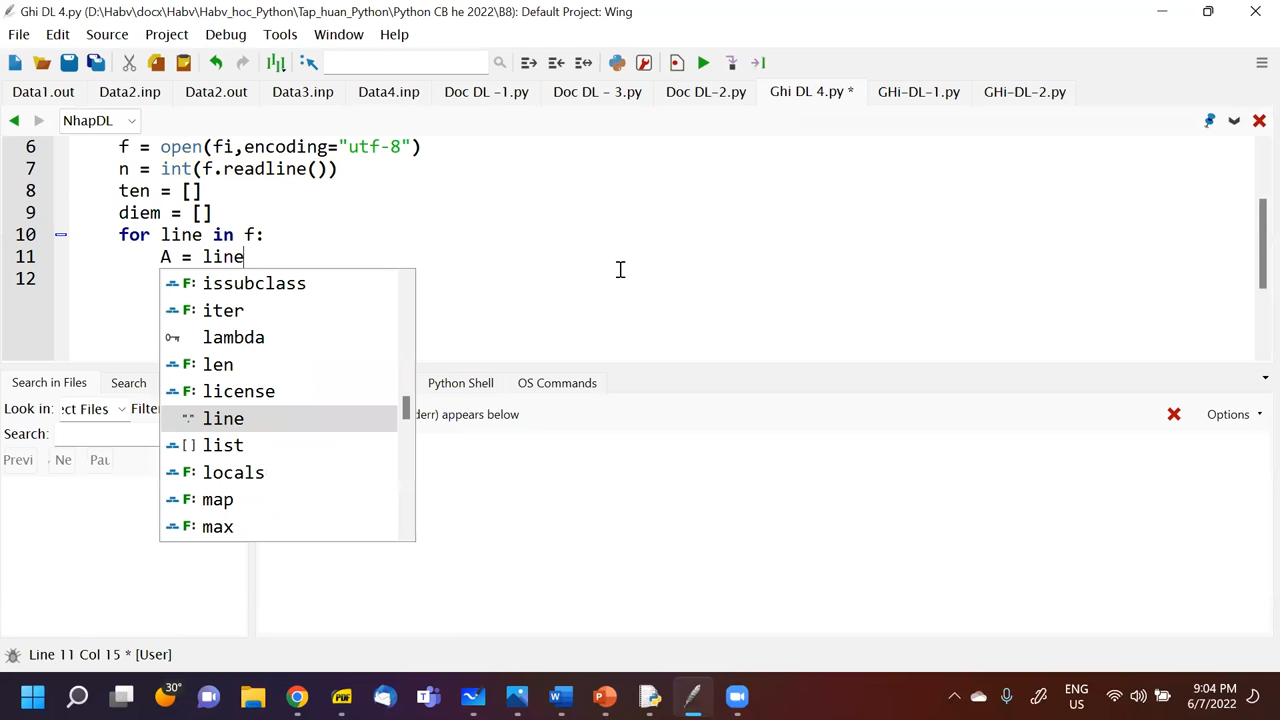 Ghi DL 4.py (D:\Habv\docx\Habv\Habv_hoc_Python\Tap_huan_Python\Python CB he 2022\B8): Default Project: Wing
File Edit Source Project Debug Tools Window Help
Data1.out Data2.inp Data2.out Data3.inp Data4.inp Doc DL -1.py Doc DL - 3.py Doc DL-2.py Ghi DL 4.py * GHi-DL-1.py GHi-DL-2.py
NhapDL
6 f = open(fi,encoding="utf-8")
7 n = int(f.readline())
8 ten = []
9 diem = []
10 for line in f:
11 A = line
12
F: issubclass
F: iter
lambda
F: len
F: license
line
[] list
F: locals
F: map
F: max
Search in Files Search Python Shell OS Commands
Look in: ect Files Filter
derr) appears below
Options
Search:
Previ Ne Pau
Line 11 Col 15 * [User]
30°
PDF
ENG
US
9:04 PM
6/7/2022